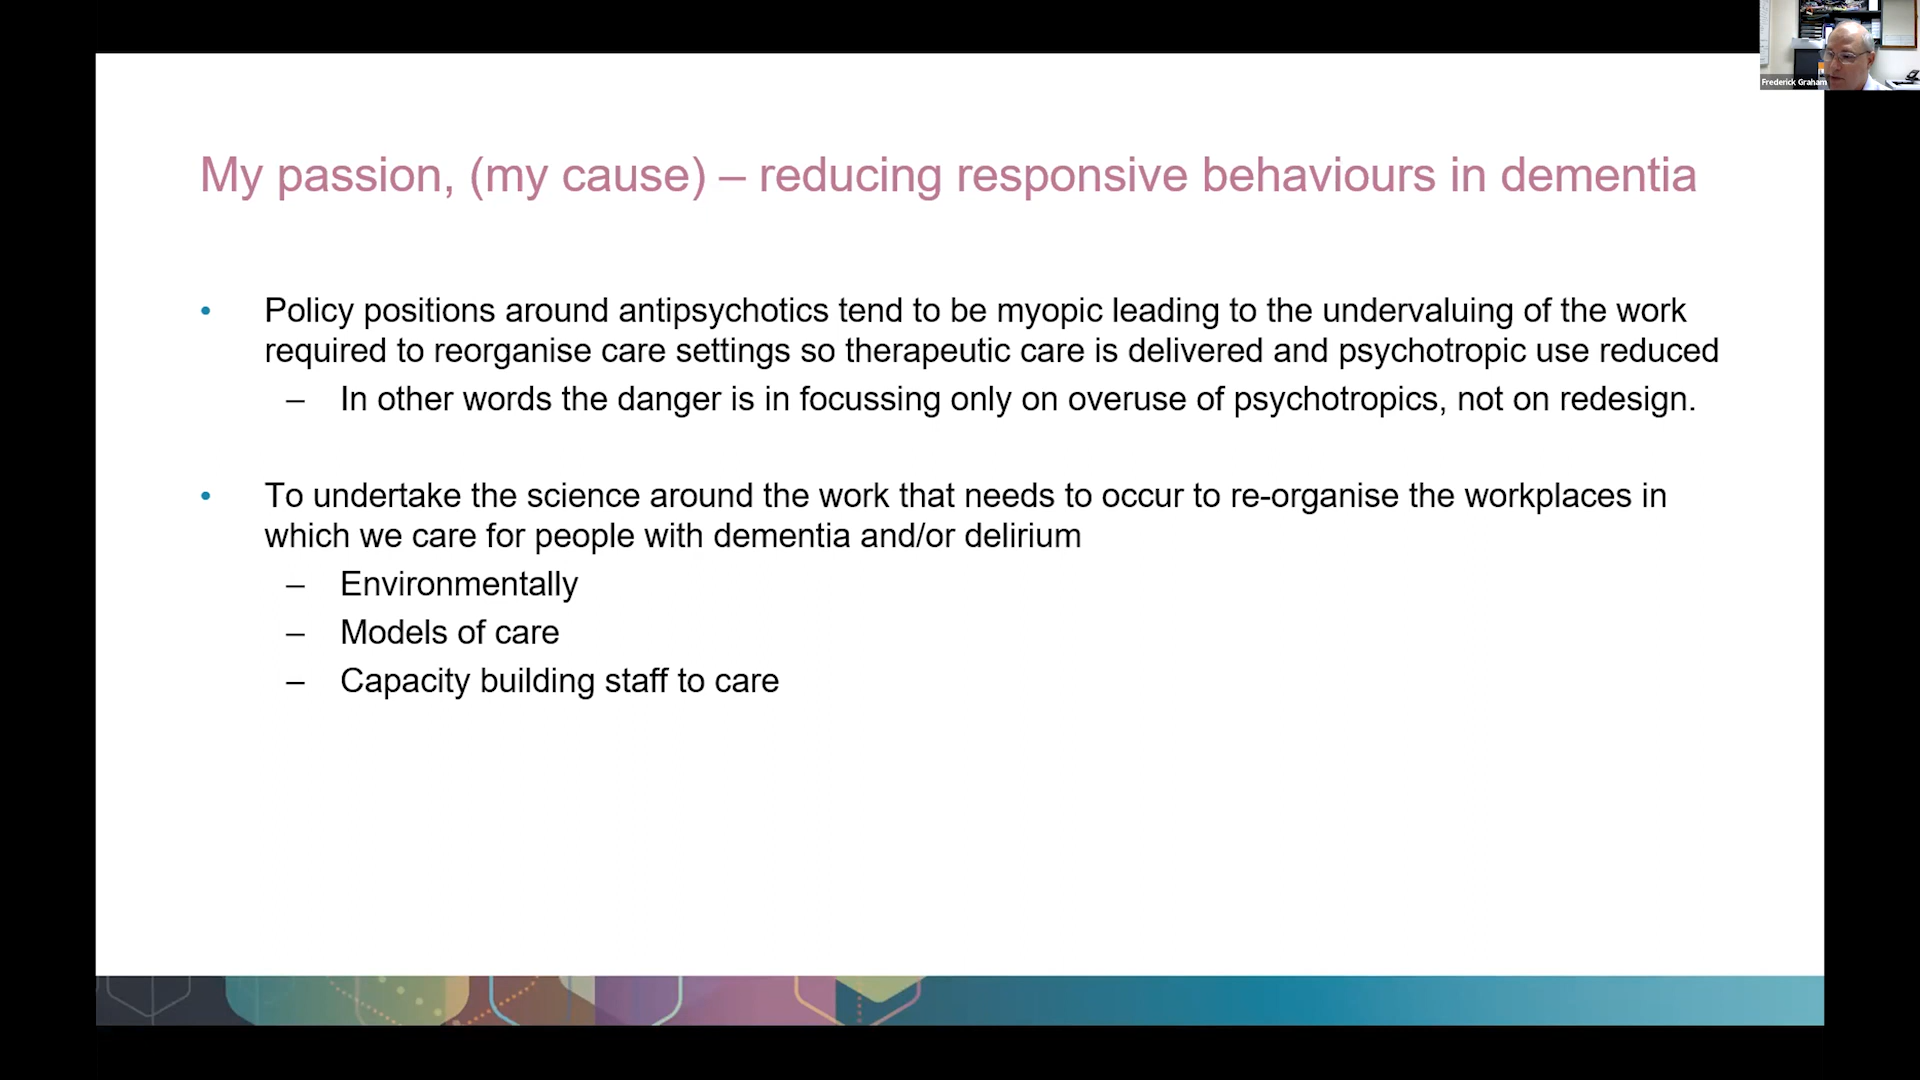 Frederick Graham
My passion, (my cause) – reducing responsive behaviours in dementia
• Policy positions around antipsychotics tend to be myopic leading to the undervaluing of the work
required to reorganise care settings so therapeutic care is delivered and psychotropic use reduced
– In other words the danger is in focussing only on overuse of psychotropics, not on redesign.
• To undertake the science around the work that needs to occur to re-organise the workplaces in
which we care for people with dementia and/or delirium
– Environmentally
– Models of care
– Capacity building staff to care